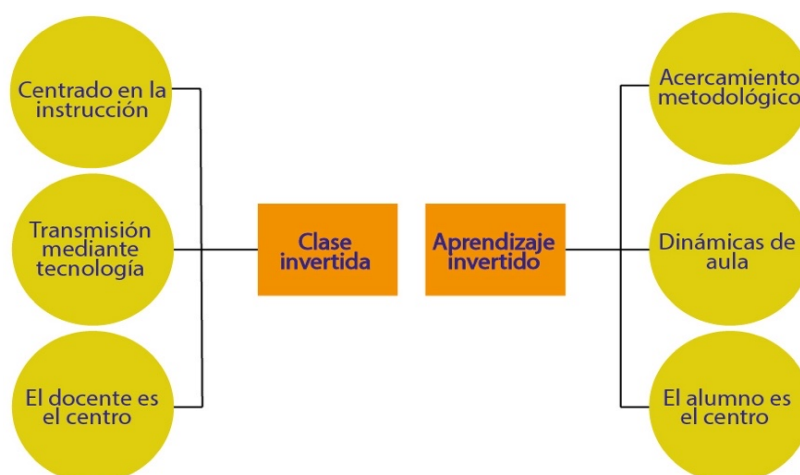 Centrado en la
instrucción
Transmisión
mediante
tecnología
El docente es
el centro
Clase
invertida
Aprendizaje
invertido
Acercamiento
metodológico
Dinámicas de
aula
El alumno es
el centro